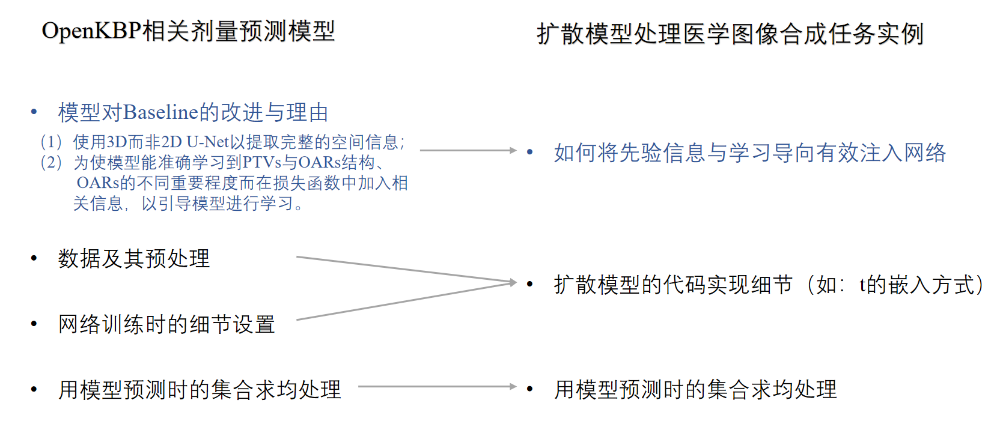 OpenKBP相关剂量预测模型
• 模型对Baseline的改进与理由
（1）使用3D而非2D U-Net以提取完整的空间信息；
（2）为使模型能准确学习到PTVs与OARs结构、
OARs的不同重要程度而在损失函数中加入相
关信息，以引导模型进行学习。
• 数据及其预处理
• 网络训练时的细节设置
• 用模型预测时的集合求均处理
扩散模型处理医学图像合成任务实例
• 如何将先验信息与学习导向有效注入网络
• 扩散模型的代码实现细节（如：t的嵌入方式）
• 用模型预测时的集合求均处理